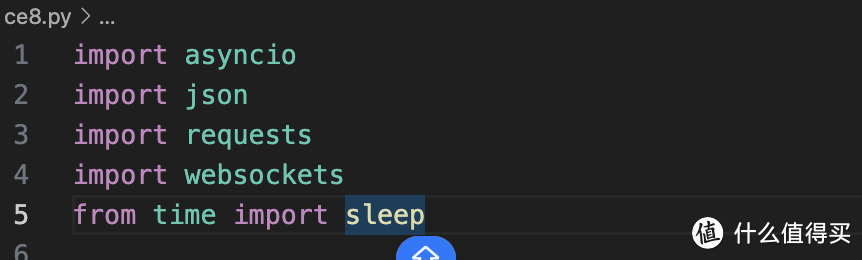 ce8.py > ...
1 import asyncio
2 import json
3 import requests
4 import websockets
5 from time import sleep
6
值 什么值得买